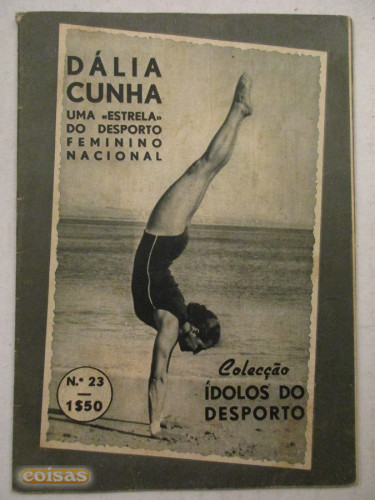 DÁLIA
CUNHA
UMA «ESTRELA»
DO DESPORTO
FEMININO
NACIONAL
Colecção
ÍDOLOS DO
DESPORTO
N.º 23
1$50
coisas